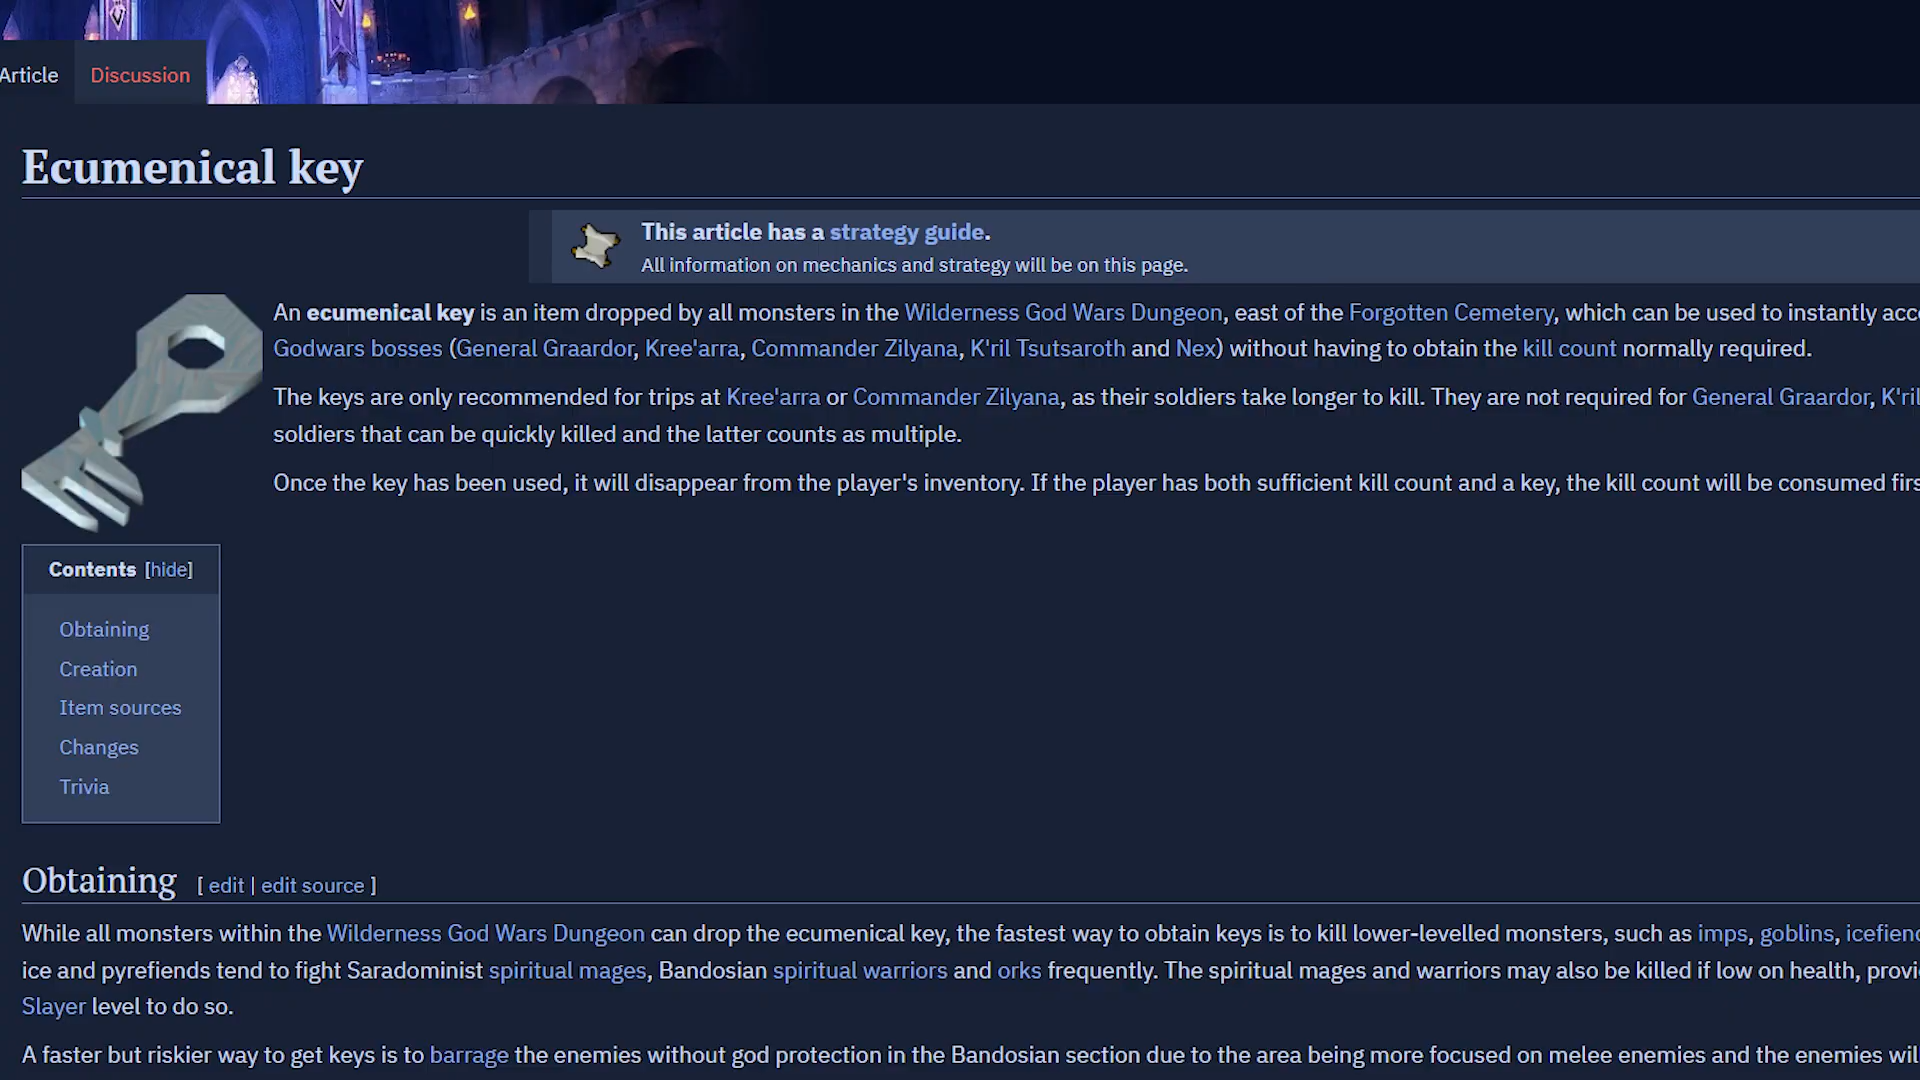 Article
Discussion
Ecumenical key
This article has a strategy guide.
All information on mechanics and strategy will be on this page.
An ecumenical key is an item dropped by all monsters in the Wilderness God Wars Dungeon, east of the Forgotten Cemetery, which can be used to instantly
Godwars bosses (General Graardor, Kree'arra, Commander Zilyana, K'ril Tsutsaroth and Nex) without having to obtain the kill count normally required.
The keys are only recommended for trips at Kree'arra or Commander Zilyana, as their soldiers take longer to kill. They are not required for General Graardor, K'ril
soldiers that can be quickly killed and the latter counts as multiple.
Once the key has been used, it will disappear from the player's inventory. If the player has both sufficient kill count and a key, the kill count will be consumed
Contents [hide]
Obtaining
Creation
Item sources
Changes
Trivia
Obtaining [ edit | edit source ]
While all monsters within the Wilderness God Wars Dungeon can drop the ecumenical key, the fastest way to obtain keys is to kill lower-levelled monsters, such as imps, goblins,
ice and pyrefiends tend to fight Saradominist spiritual mages, Bandosian spiritual warriors and orks frequently. The spiritual mages and warriors may also be killed if low on health,
Slayer level to do so.
A faster but riskier way to get keys is to barrage the enemies without god protection in the Bandosian section due to the area being more focused on melee enemies and the enemies